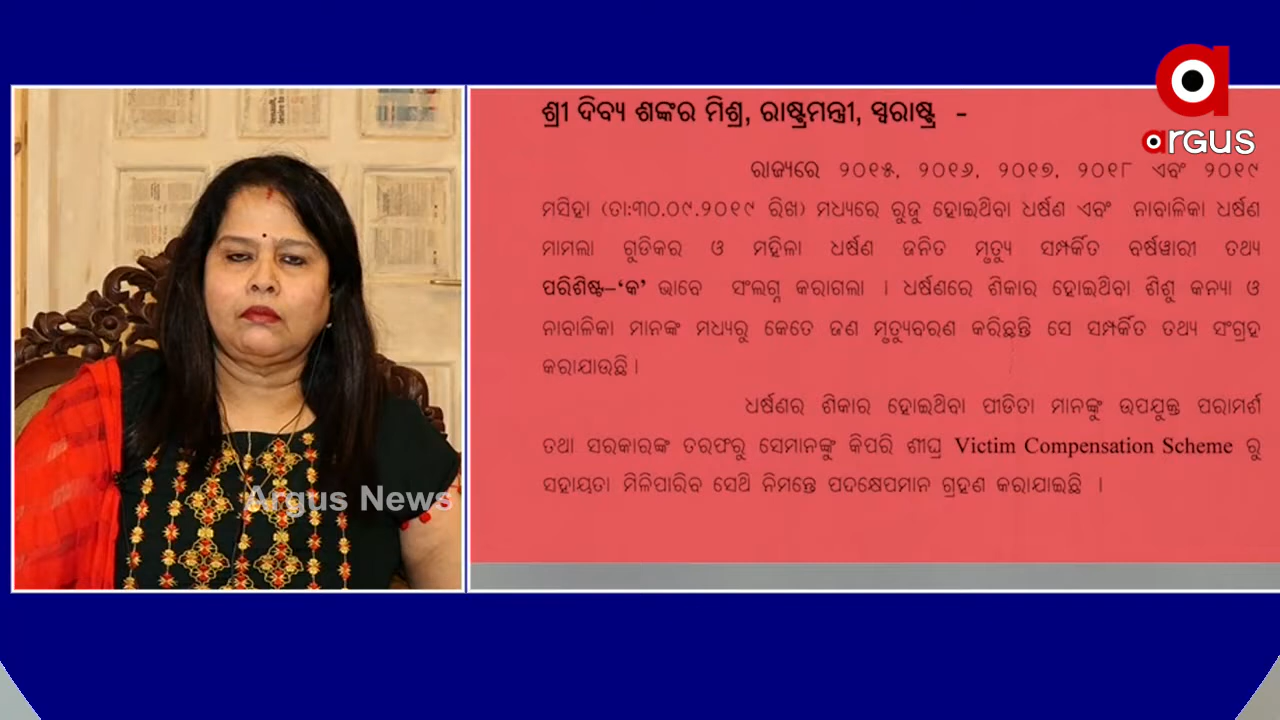 ଶ୍ରୀ ଦିବ୍ୟ ଶଙ୍କର ମିଶ୍ର, ରାଷ୍ଟ୍ରମନ୍ତ୍ରୀ, ସ୍ୱରାଷ୍ଟ୍ର -
ରାଜ୍ୟରେ ୨୦୧୫, ୨୦୧୬, ୨୦୧୭, ୨୦୧୮ ଏବଂ ୨୦୧୯
ମସିହା (ତା:୩୦.୦୯.୨୦୧୯ ରିଖ) ମଧ୍ୟରେ ରୁଜୁ ହୋଇଥିବା ଧର୍ଷଣ ଏବଂ ନାବାଳିକା ଧର୍ଷଣ
ମାମଲା ଗୁଡିକର ଓ ମହିଳା ଧର୍ଷଣ ଜନିତ ମୃତ୍ୟୁ ସମ୍ପର୍କିତ ବର୍ଷୱାରୀ ତଥ୍ୟ
ପରିଶିଷ୍ଟ–‘କ’ ଭାବେ ସଂଲଗ୍ନ କରାଗଲା । ଧର୍ଷଣରେ ଶିକାର ହୋଇଥିବା ଶିଶୁ କନ୍ୟା ଓ
ନାବାଳିକା ମାନଙ୍କ ମଧ୍ୟରୁ କେତେ ଜଣ ମୃତ୍ୟୁବରଣ କରିଛନ୍ତି ସେ ସମ୍ପର୍କିତ ତଥ୍ୟ ସଂଗ୍ରହ
କରାଯାଉଛି ।
ଧର୍ଷଣର ଶିକାର ହୋଇଥିବା ପୀଡିତା ମାନଙ୍କୁ ଉପଯୁକ୍ତ ପରାମର୍ଶ
ତଥା ସରକାରଙ୍କ ତରଫରୁ ସେମାନଙ୍କୁ କିପରି ଶୀଘ୍ର Victim Compensation Scheme ରୁ
ସହାୟତା ମିଳିପାରିବ ସେଥି ନିମନ୍ତେ ପଦକ୍ଷେପମାନ ଗ୍ରହଣ କରାଯାଇଛି ।
argus
Argus News